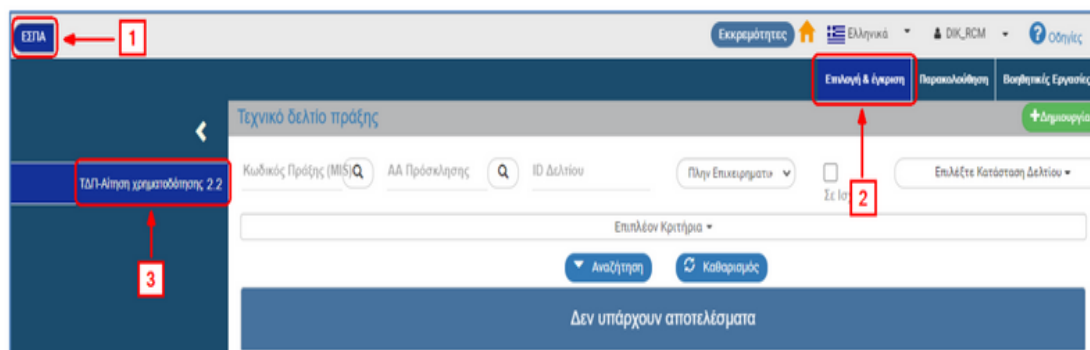 ΕΣΠΑ 1 Εκκρεμότητες Ελληνικά DIK_RCM ? Οδηγίες
Επιλογή & έγκριση Παρακολούθηση Βοηθητικές Εργασίες
Τεχνικό δελτίο πράξης +Δημιουργία
ΤΔΠ-Αίτηση χρηματοδότησης 2.2 Κωδικός Πράξης (MIS) ΑΑ Πρόσκλησης ID Δελτίου Πλην Επιχειρηματι Επιλέξτε Κατάσταση Δελτίου
Σε Ισχ 2
Επιπλέον Κριτήρια
3 Αναζήτηση Καθαρισμός
Δεν υπάρχουν αποτελέσματα